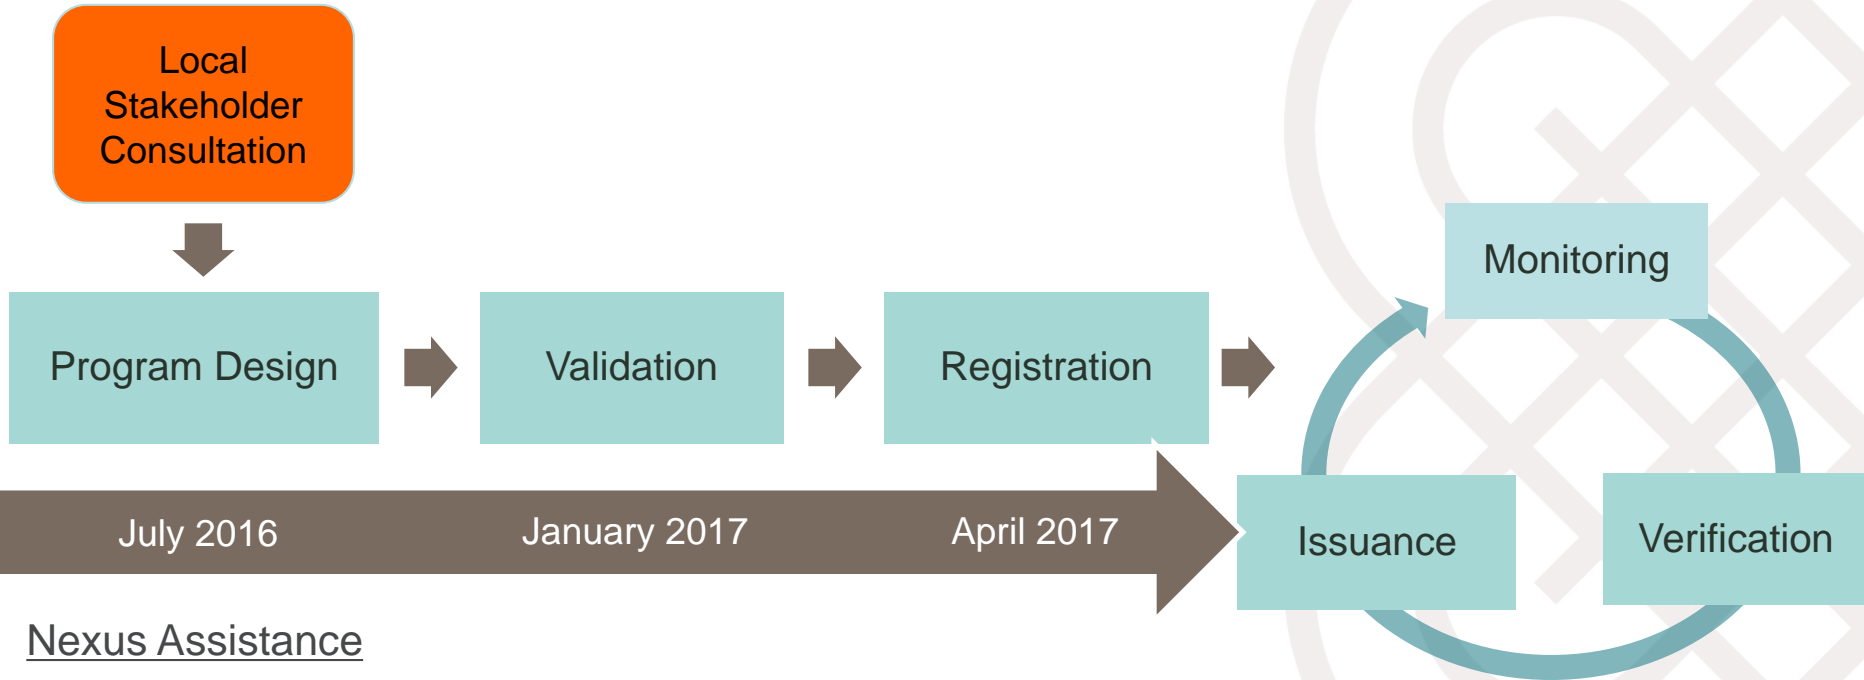 Local
Stakeholder
Consultation
Monitoring
Program Design
Validation
Registration
July 2016
January 2017
April 2017
Issuance
Verification
Nexus Assistance